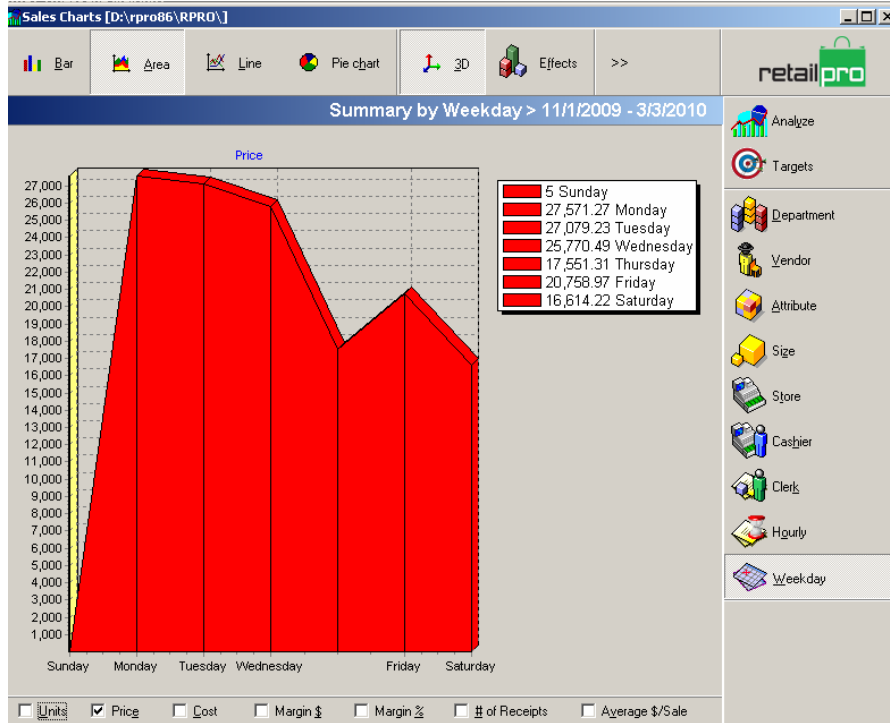 Sales Charts [D:\rpro86\RPRO\]
Bar
Area
Line
Pie chart
3D
Effects
>>
retail pro
Summary by Weekday > 11/1/2009 - 3/3/2010
Price
27,000
26,000
25,000
24,000
23,000
22,000
21,000
20,000
19,000
18,000
17,000
16,000
15,000
14,000
13,000
12,000
11,000
10,000
9,000
8,000
7,000
6,000
5,000
4,000
3,000
2,000
1,000
Sunday Monday Tuesday Wednesday Friday Saturday
5 Sunday
27,571.27 Monday
27,079.23 Tuesday
25,770.49 Wednesday
17,551.31 Thursday
20,758.97 Friday
16,614.22 Saturday
Analyze
Targets
Department
Vendor
Attribute
Size
Store
Cashier
Clerk
Hourly
Weekday
Units Price Cost Margin $ Margin % # of Receipts Average $/Sale